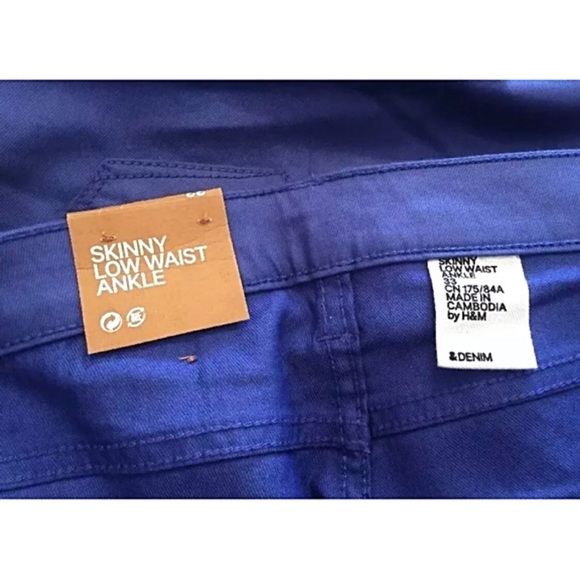 SKINNY
LOW WAIST
ANKLE
SKINNY
LOW WAIST
ANKLE
33
CN 175/84A
MADE IN
CAMBODIA
by H&M
&DENIM